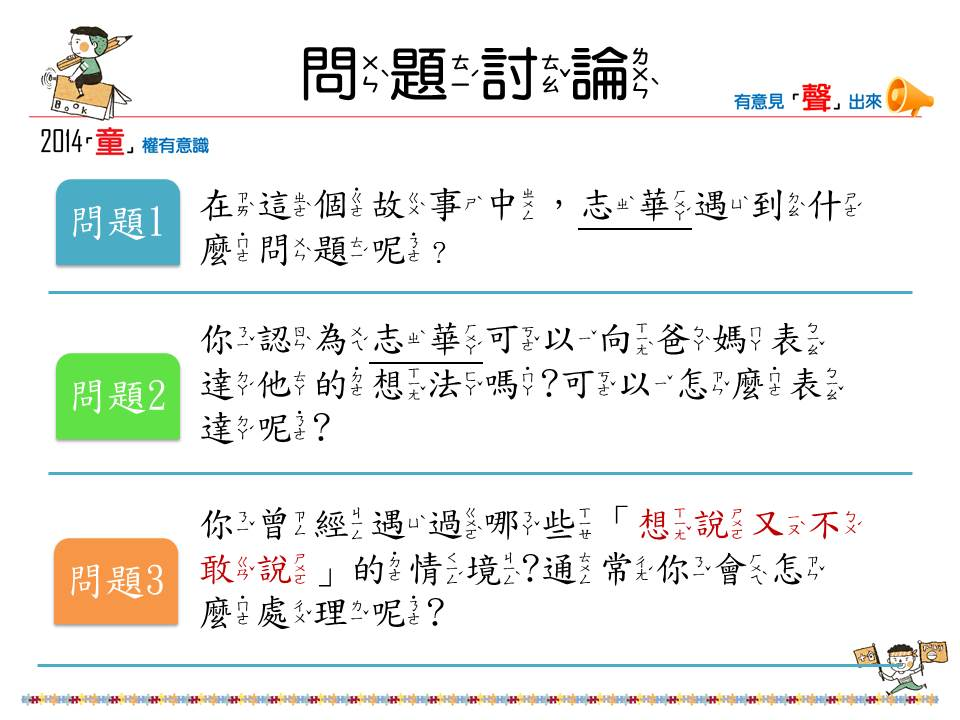 問題討論
有意見「聲」出來
Book
2014「童」權有意識
問題1
在這個故事中，志華遇到什
麼問題呢？
問題2
你認為志華可以向爸媽表
達他的想法嗎？可以怎麼表
達呢？
問題3
你曾經遇過哪些「想說又不
敢說」的情境？通常你會怎
麼處理呢？